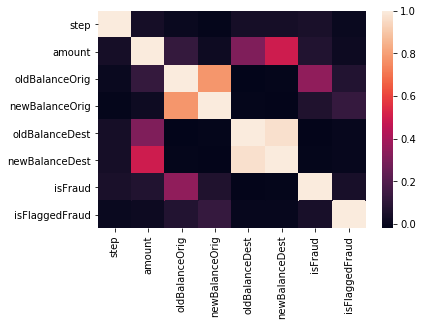 step
amount
oldBalanceOrig
newBalanceOrig
oldBalanceDest
newBalanceDest
isFraud
isFlaggedFraud
step
amount
oldBalanceOrig
newBalanceOrig
oldBalanceDest
newBalanceDest
isFraud
isFlaggedFraud
1.0
0.8
0.6
0.4
0.2
0.0